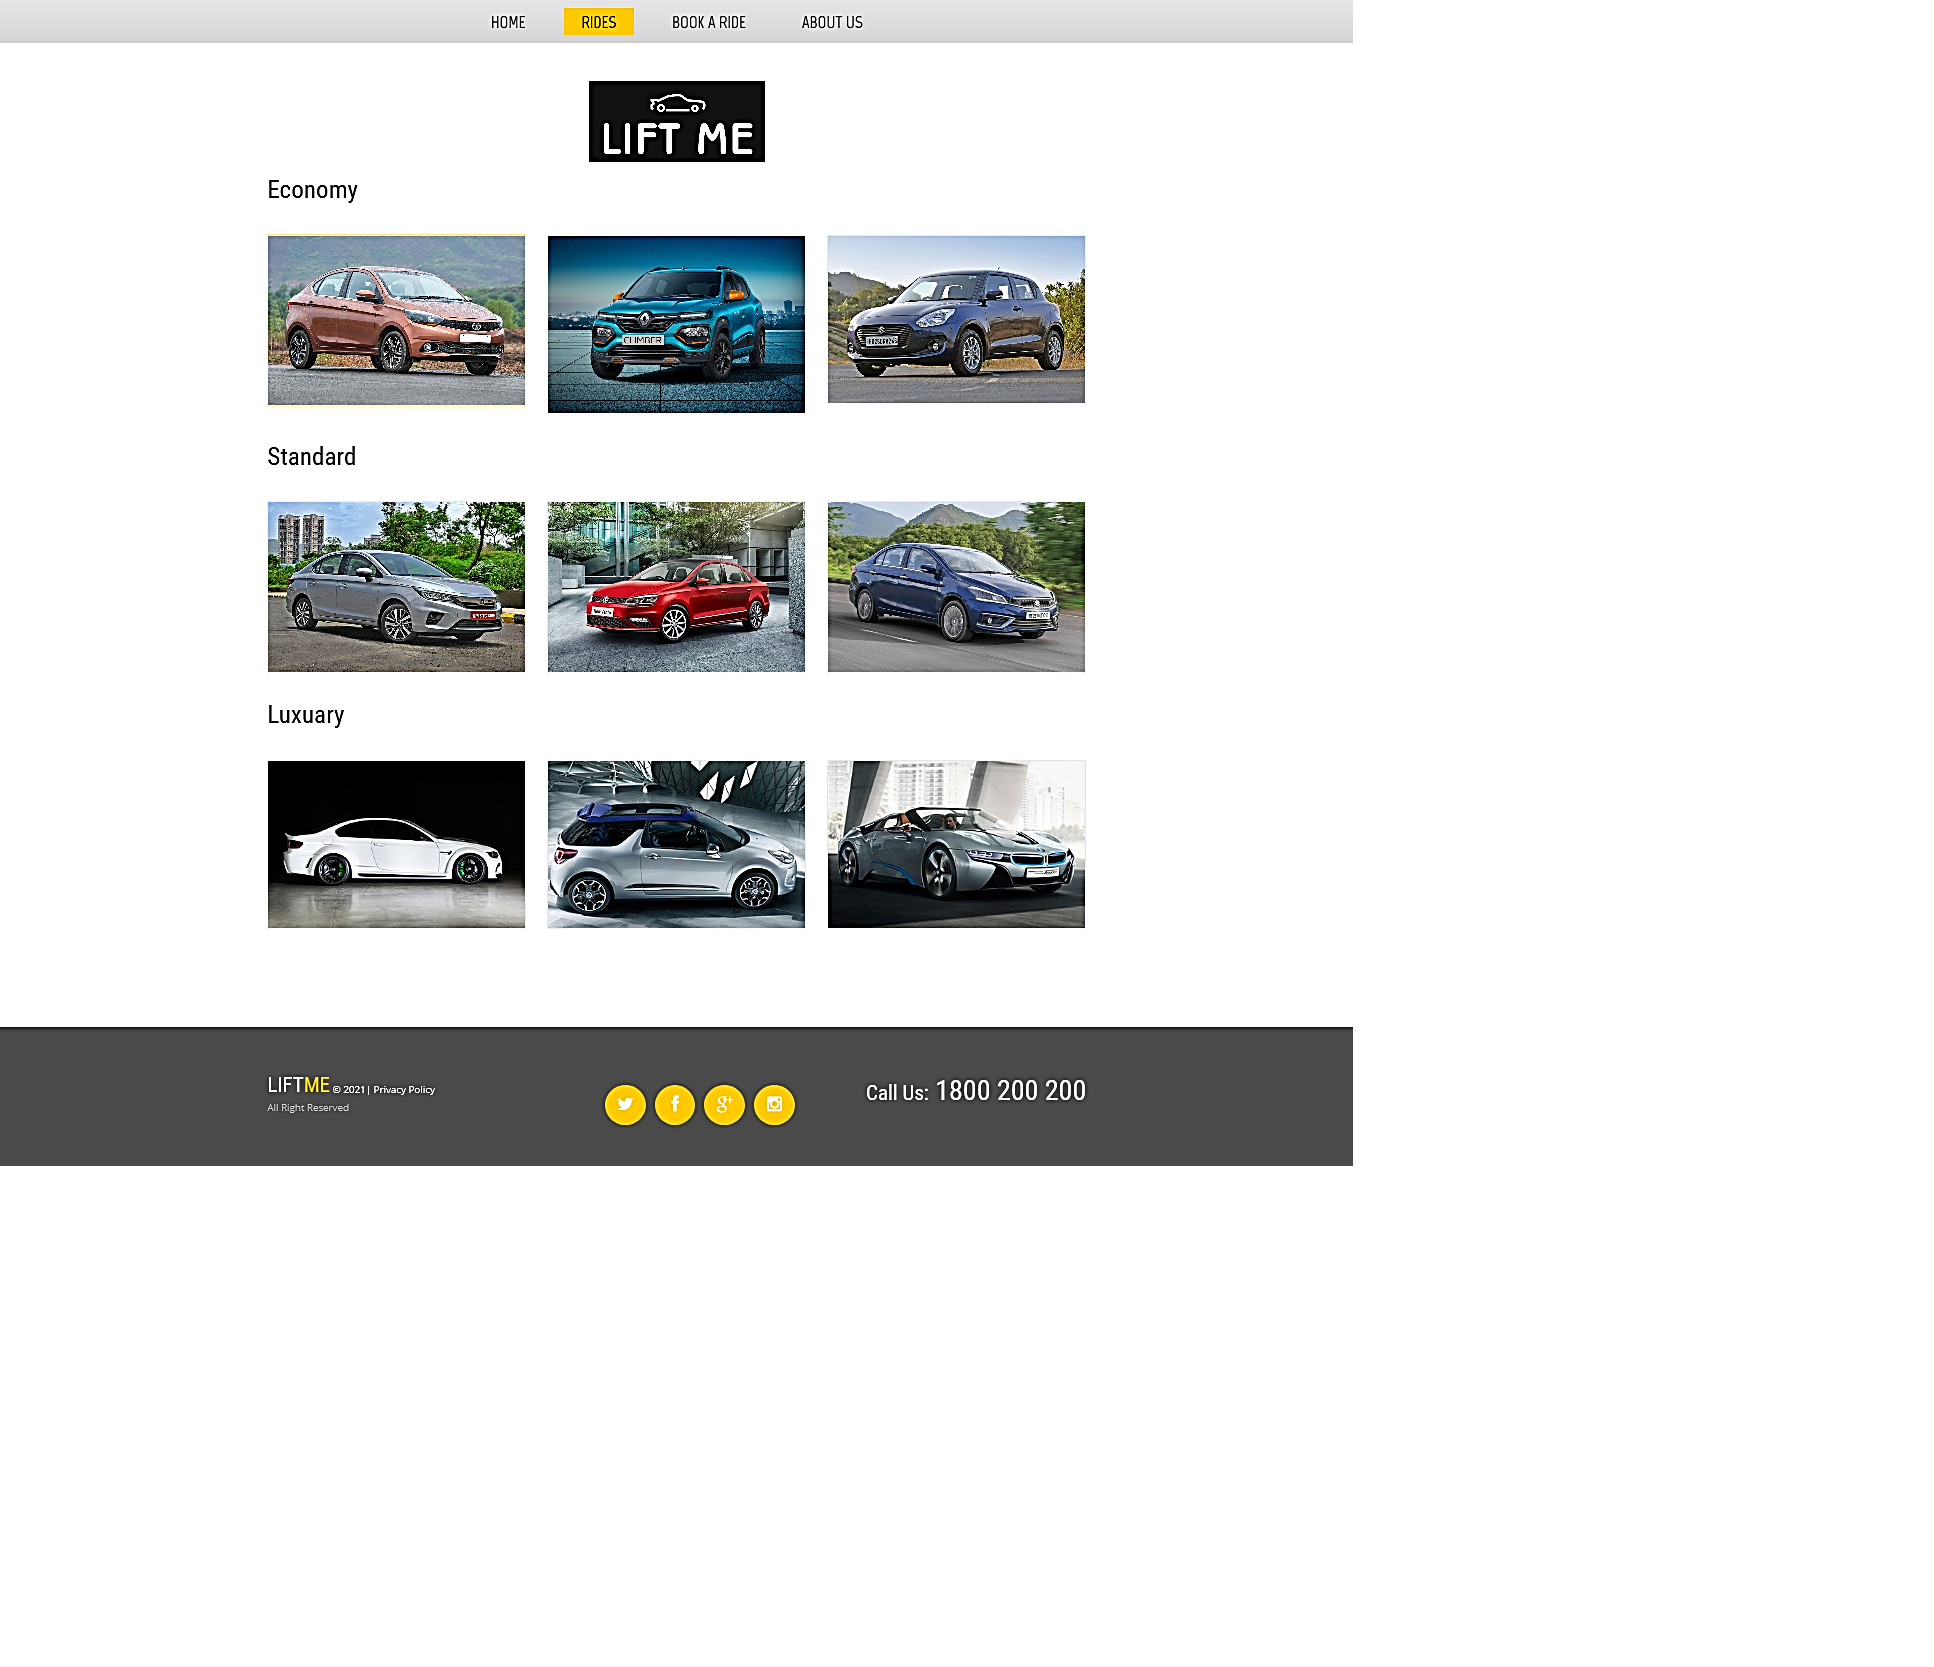 HOME RIDES BOOK A RIDE ABOUT US
LIFT ME
Economy
CLIMBER
Standard
Luxuary
LIFTME © 2021 | Privacy Policy
All Right Reserved
Call Us: 1800 200 200